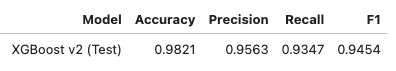 Model Accuracy Precision Recall F1
XGBoost v2 (Test) 0.9821 0.9563 0.9347 0.9454